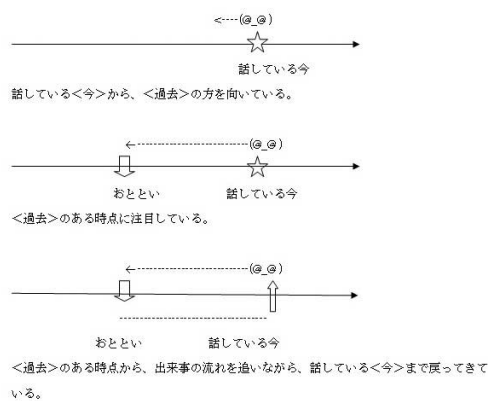 <----(@_@)
話している今
話している<今>から、<過去>の方を向いている。
(@_@)
おととい 話している今
<過去>のある時点に注目している。
(@_@)
おととい 話している今
<過去>のある時点から、出来事の流れを追いながら、話している<今>まで戻ってきて
いる。